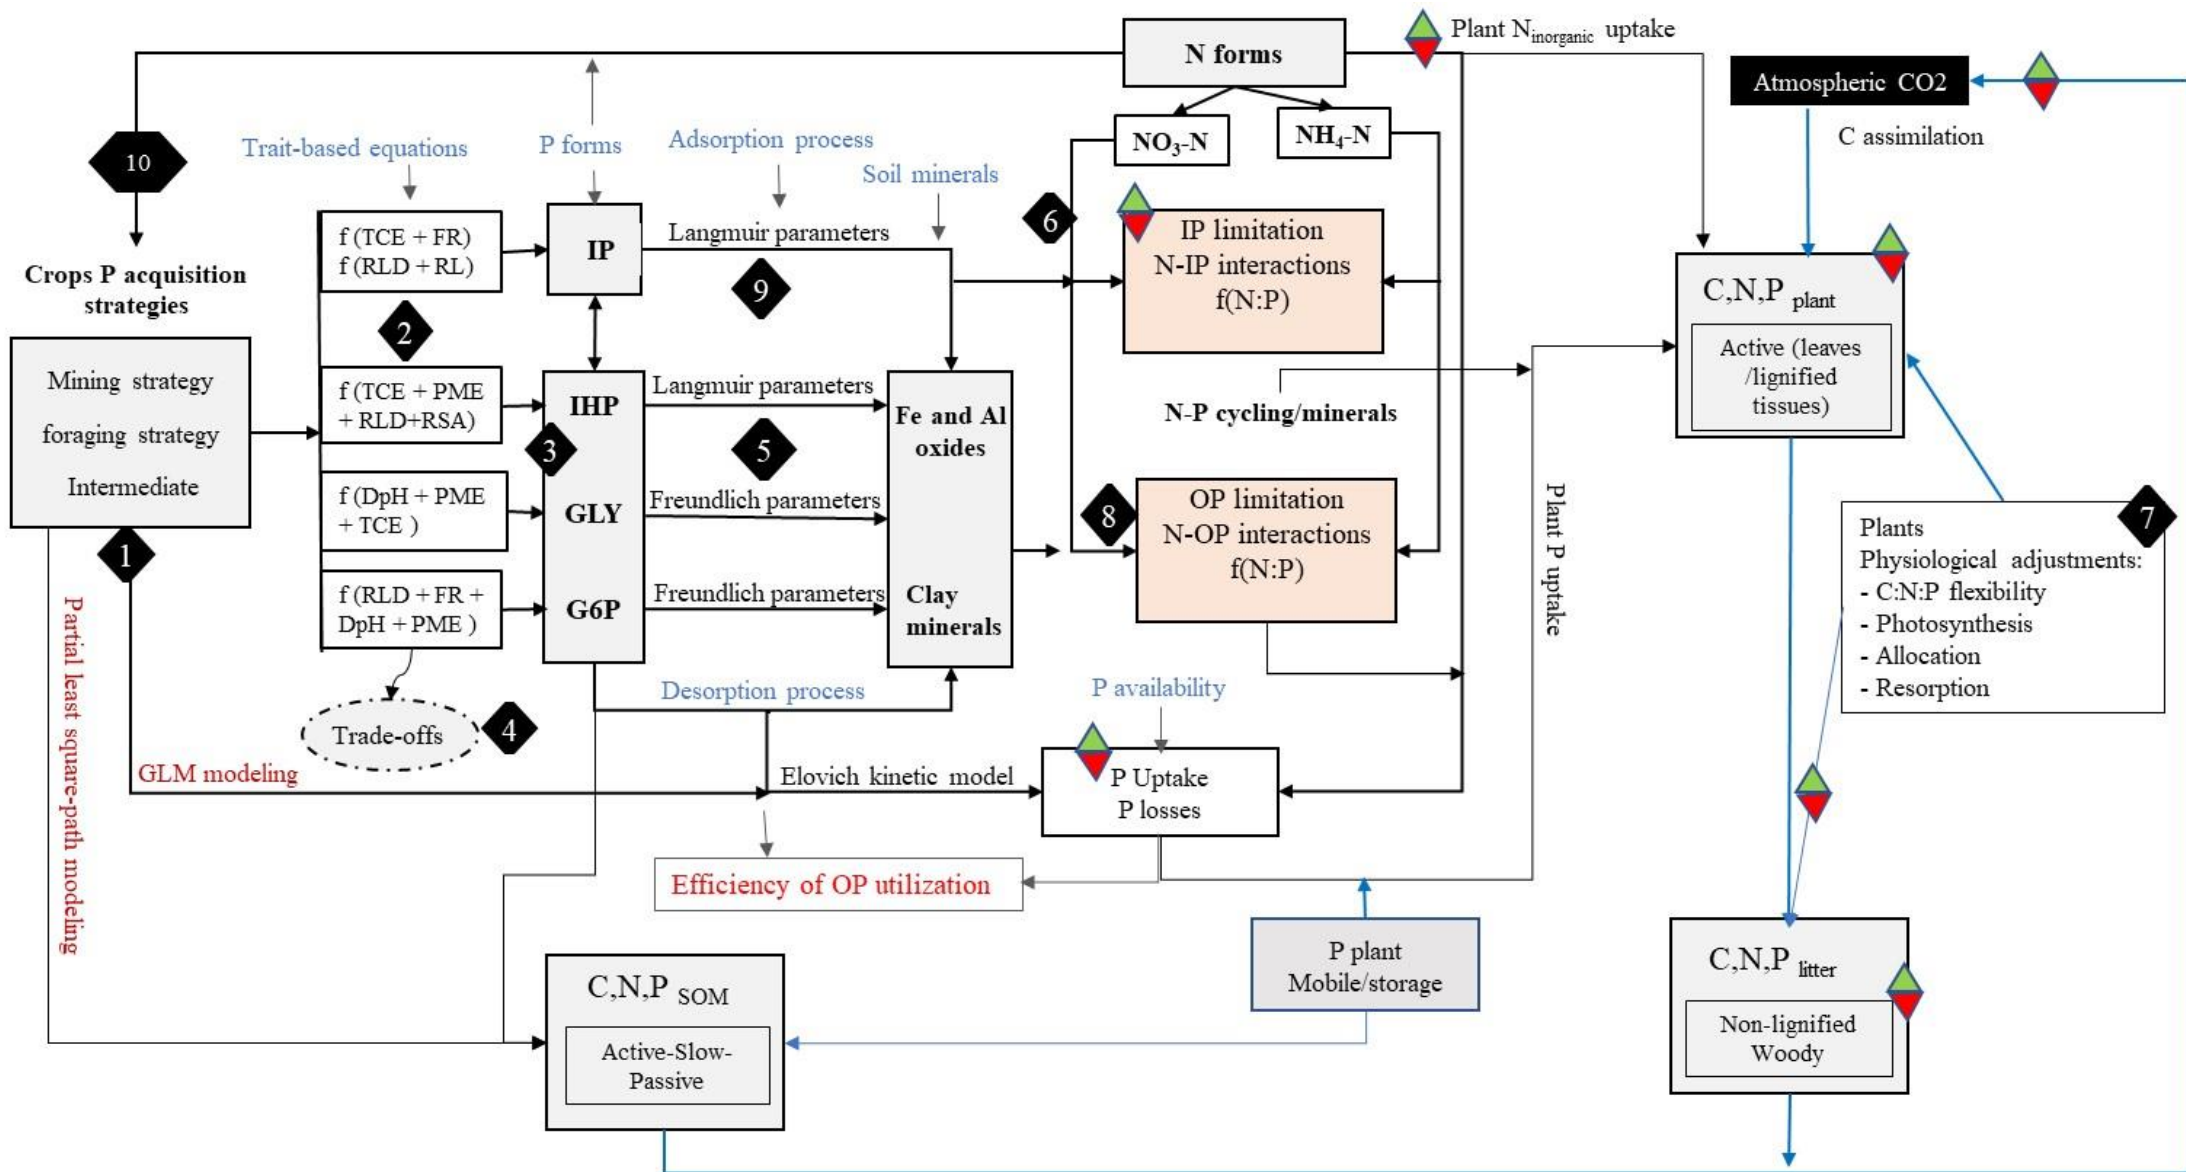 N forms
Plant N_inorganic uptake
Atmospheric CO2
C assimilation
NO₃-N
NH₄-N
10
Trait-based equations
P forms
Adsorption process
Soil minerals
Crops P acquisition
strategies
Mining strategy
foraging strategy
Intermediate
1
f (TCE + FR)
f (RLD + RL)
2
f (TCE + PME
+ RLD+RSA)
f (DpH + PME
+ TCE )
f (RLD + FR +
DpH + PME )
Trade-offs
4
IP
IHP
3
GLY
G6P
Langmuir parameters
9
Langmuir parameters
5
Freundlich parameters
Freundlich parameters
Desorption process
Fe and Al
oxides
Clay
minerals
6
IP limitation
N-IP interactions
f(N:P)
N-P cycling/minerals
8
OP limitation
N-OP interactions
f(N:P)
P availability
P Uptake
P losses
Elovich kinetic model
GLM modeling
Partial least square-path modeling
Efficiency of OP utilization
Plant P uptake
C,N,P plant
Active (leaves
/lignified
tissues)
7
Plants
Physiological adjustments:
- C:N:P flexibility
- Photosynthesis
- Allocation
- Resorption
P plant
Mobile/storage
C,N,P SOM
Active-Slow-
Passive
C,N,P litter
Non-lignified
Woody